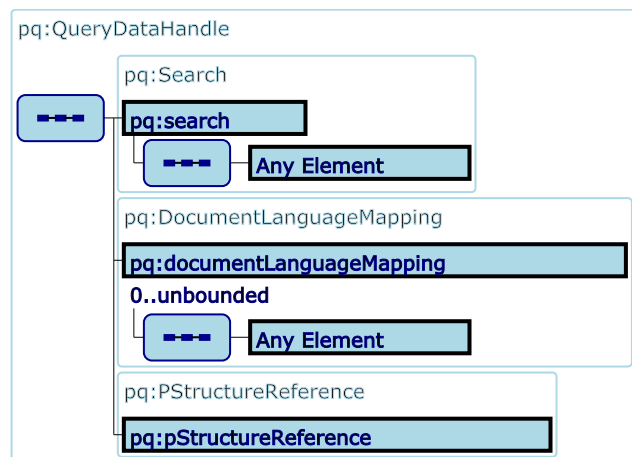 pq:QueryDataHandle
pq:Search
pq:search
Any Element
pq:DocumentLanguageMapping
pq:documentLanguageMapping
0..unbounded
Any Element
pq:PStructureReference
pq:pStructureReference